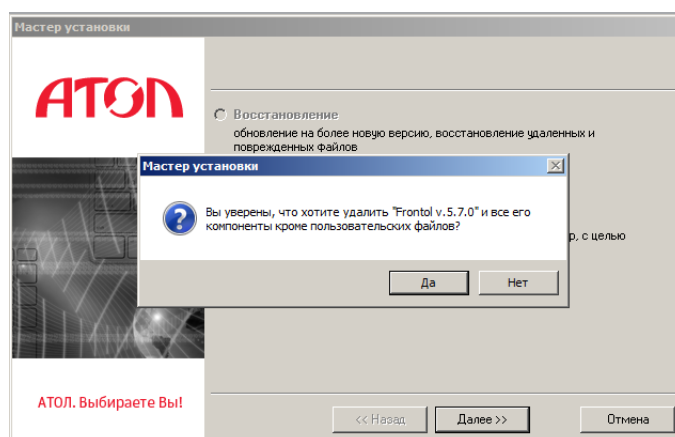 Мастер установки
АТОЛ
Восстановление
обновление на более новую версию, восстановление удаленных и
поврежденных файлов
Мастер установки
Вы уверены, что хотите удалить "Frontol v.5.7.0" и все его
компоненты кроме пользовательских файлов?
р, с целью
Да
Нет
АТОЛ. Выбираете Вы!
<< Назад
Далее >>
Отмена